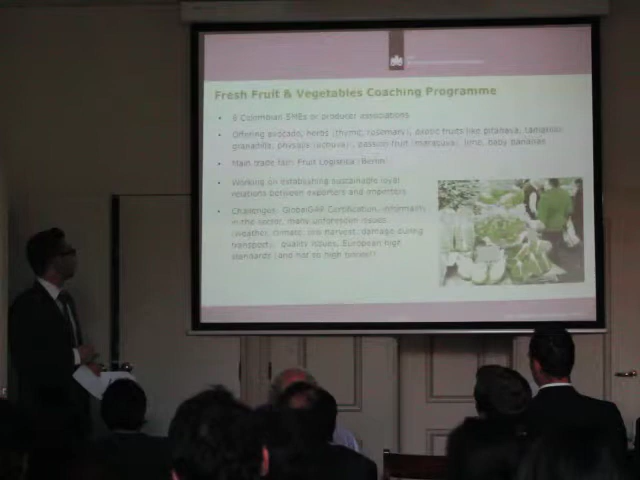 Fresh Fruit & Vegetables Coaching Programme
• 6 Colombian SMEs or producer associations
• Offering avocado, herbs (thyme, rosemary), exotic fruits like pitahaya, tamarillo
granadilla, physalis (uchuva), passion fruit (maracuya), lime, baby bananas
• Main trade fair: Fruit Logistica (Berlin)
• Working on establishing sustainable loyal
relations between exporters and importers
• Challenges: GlobalGAP Certification, informality
in the sector, many unforeseen issues
(weather, climate, low harvest, damage during
transport), quality issues, European high
standards (and not so high prices!)